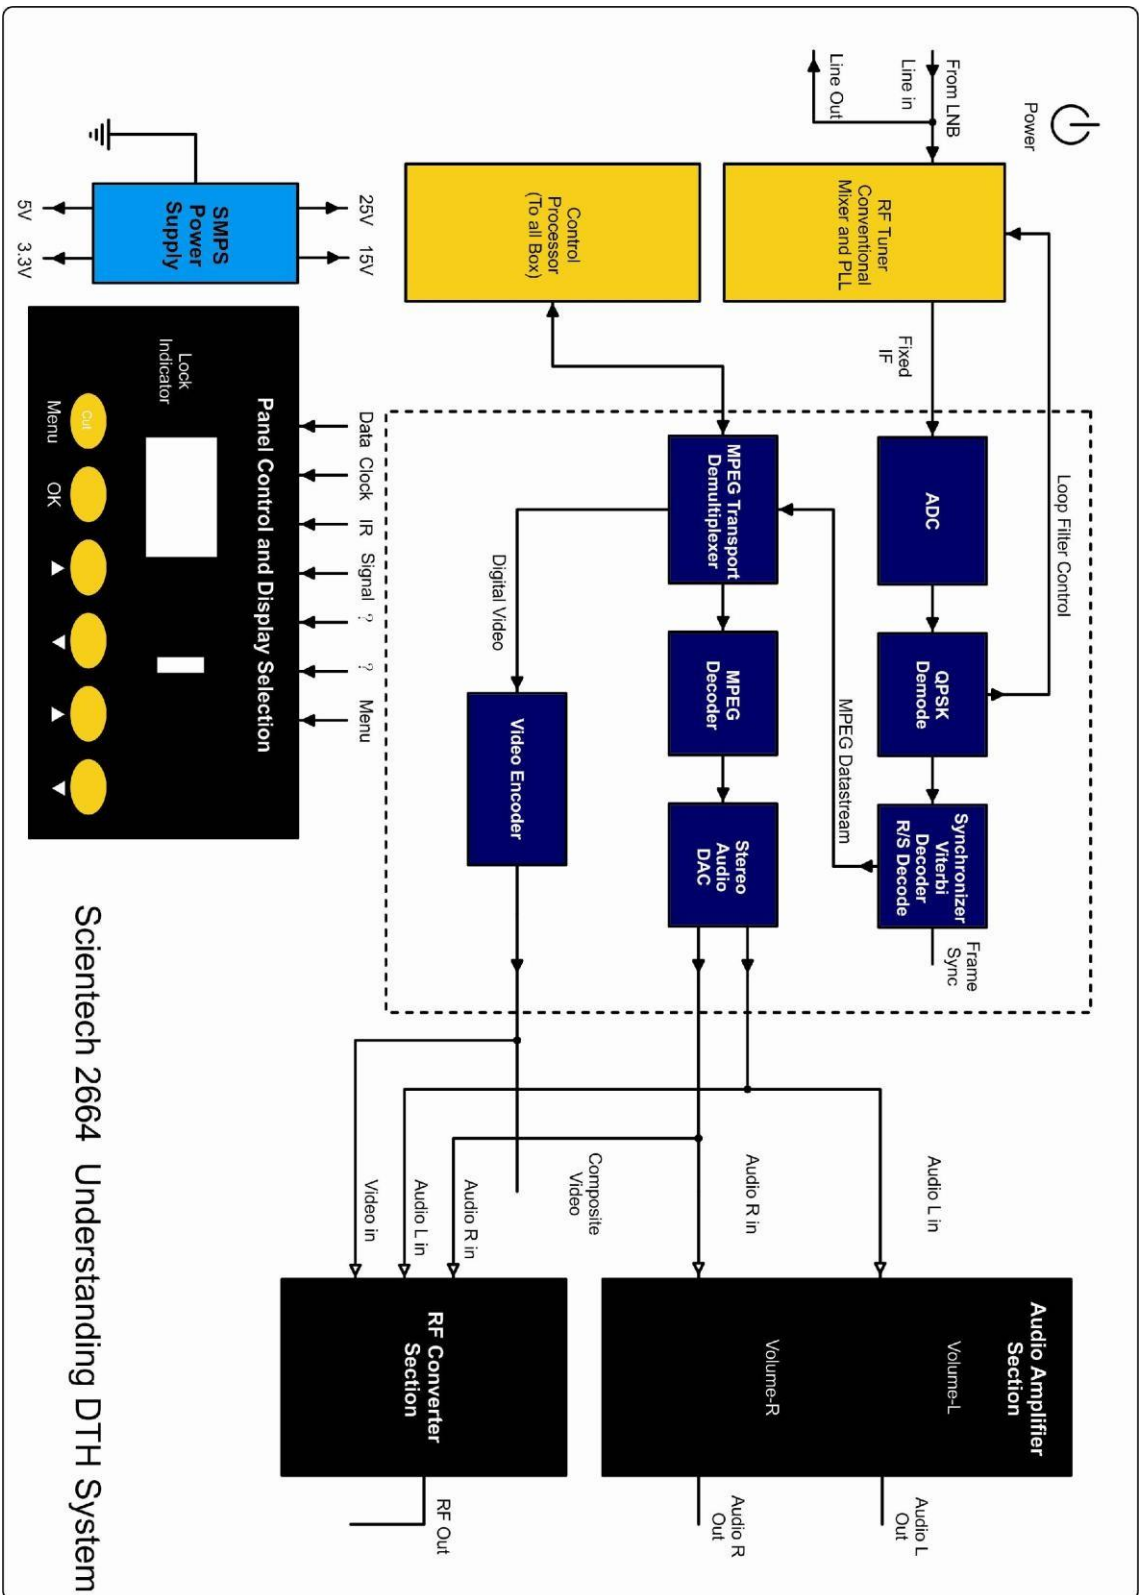 Power
From LNB
Line in
Line Out
RF Tuner
Conventional
Mixer and PLL
Fixed
IF
Loop Filter Control
ADC
QPSK
Demode
Synchronizer
Viterbi
Decoder
R/S Decode
Frame
Sync
MPEG Datastream
Control
Processor
(To all Box)
MPEG Transport
Demultiplexer
MPEG
Decoder
Stereo
Audio
DAC
Digital Video
Video Encoder
Composite
Video
Audio L in
Audio R in
Audio R in
Audio L in
Video in
Audio Amplifier
Section
Volume-L
Volume-R
Audio L
Out
Audio R
Out
RF Converter
Section
RF Out
25V
15V
SMPS
Power
Supply
5V
3.3V
Data
Clock
IR
Signal
?
?
Menu
Panel Control and Display Selection
Lock
Indicator
Cut
Menu
OK
Scientech 2664 Understanding DTH System